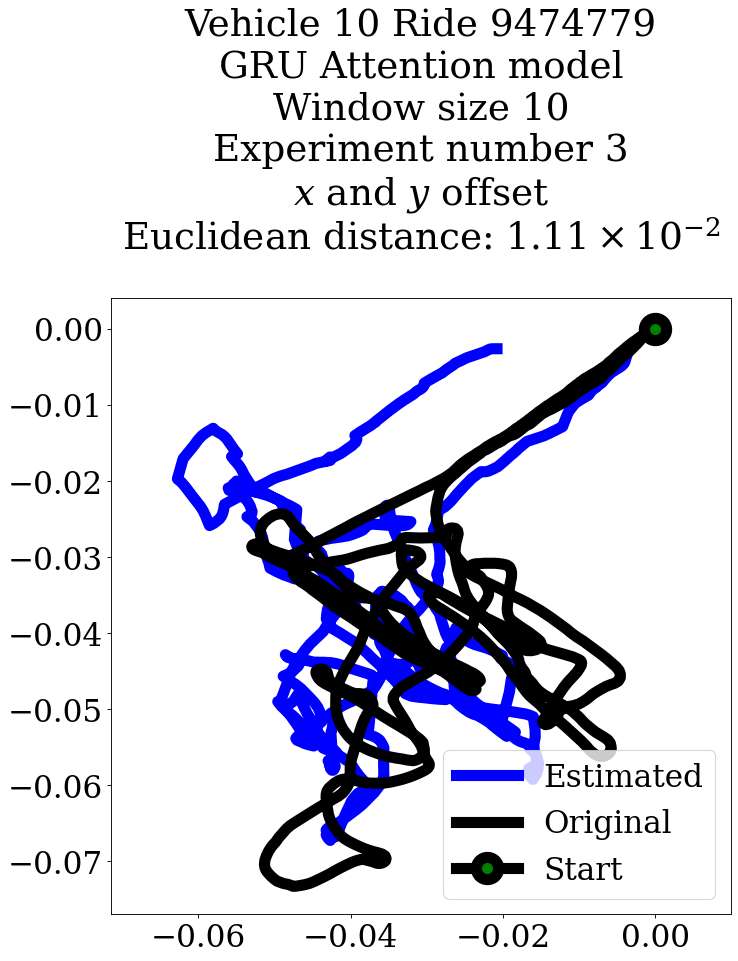 Vehicle 10 Ride 9474779
GRU Attention model
Window size 10
Experiment number 3
x and y offset
Euclidean distance: 1.11 × 10⁻²
0.00
−0.01
−0.02
−0.03
−0.04
−0.05
−0.06
−0.07
Estimated
Original
Start
−0.06 −0.04 −0.02 0.00